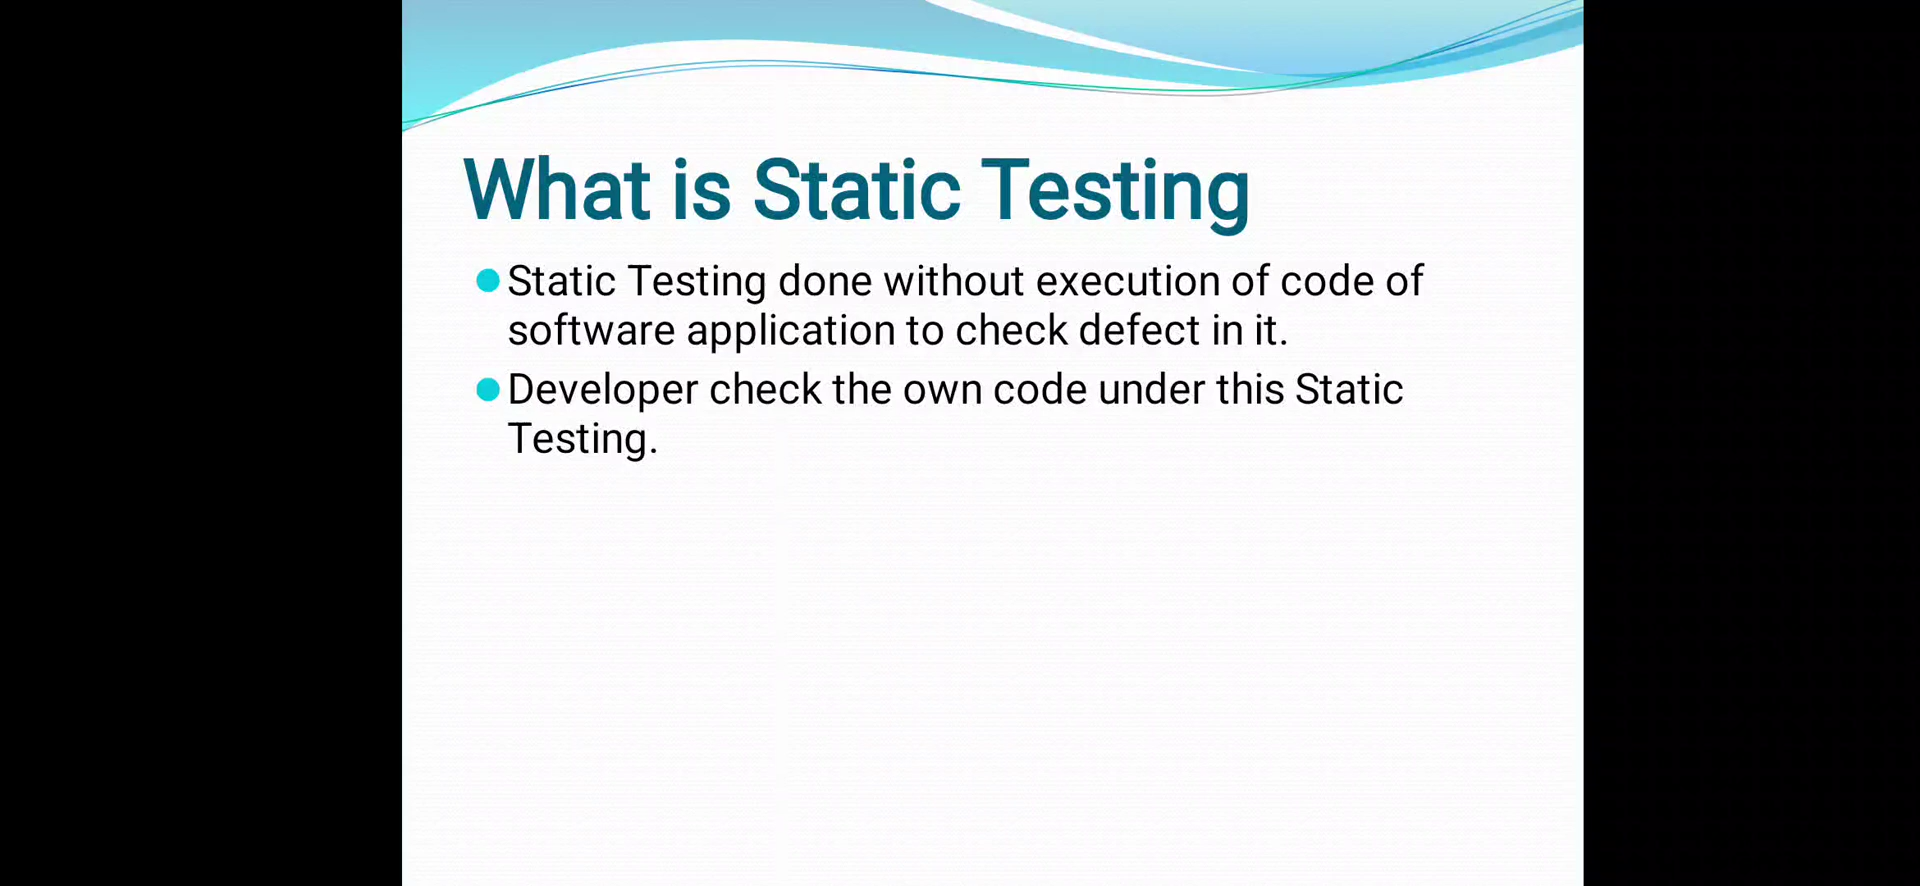 What is Static Testing
Static Testing done without execution of code of
software application to check defect in it.
Developer check the own code under this Static
Testing.